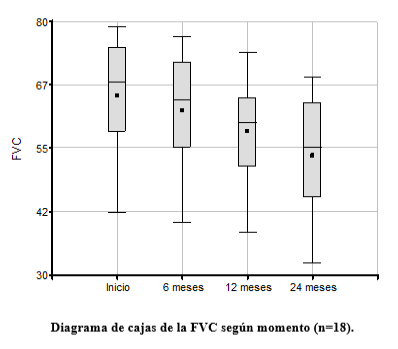 80
67
55
42
30
FVC
Inicio 6 meses 12 meses 24 meses
Diagrama de cajas de la FVC según momento (n=18).